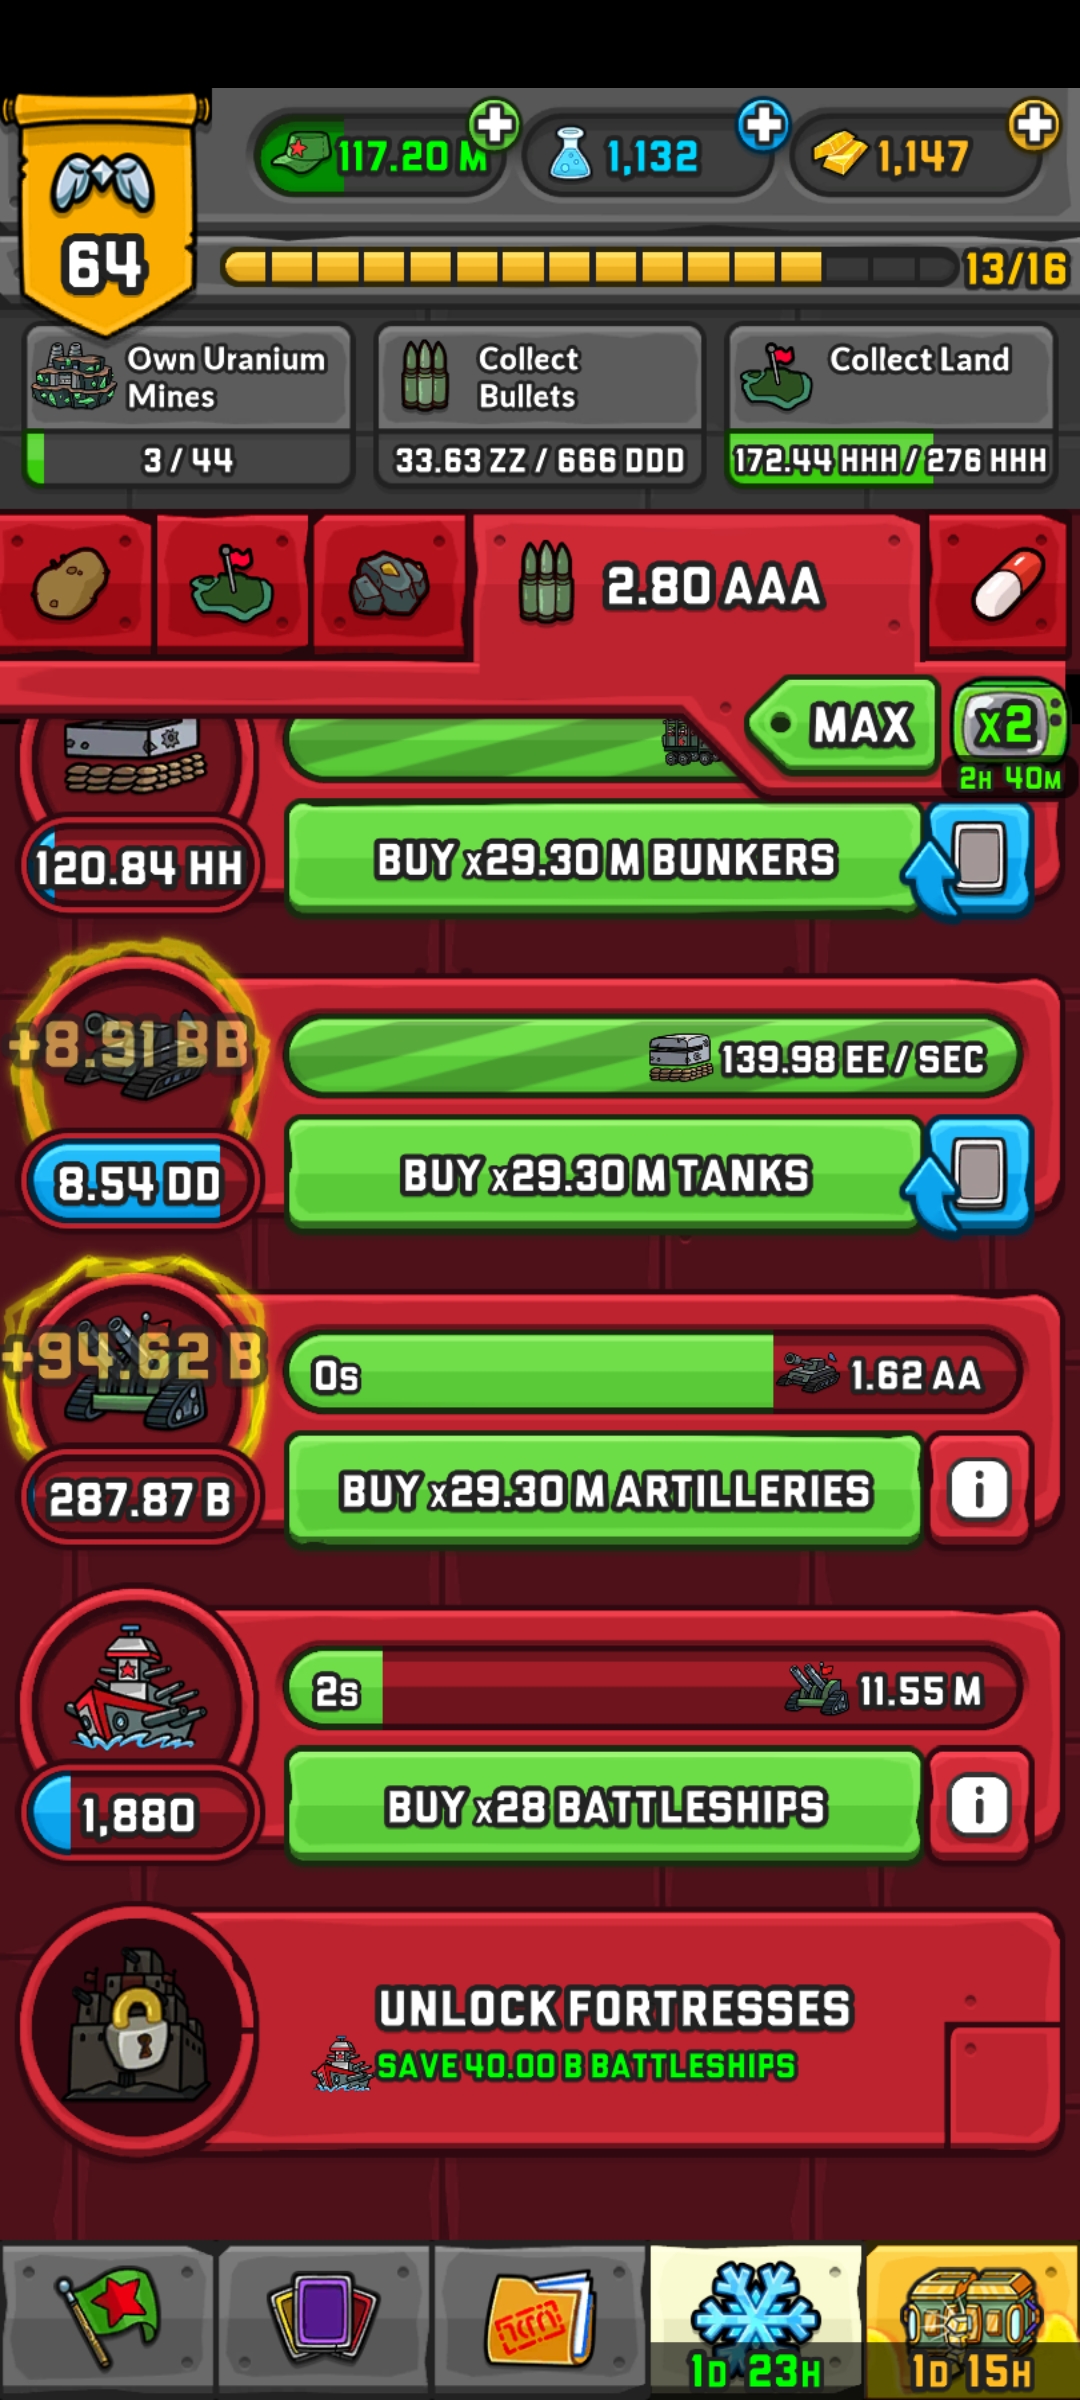 117.20 M
1,132
1,147
64
13/16
Own Uranium
Mines
3 / 44
Collect
Bullets
33.63 ZZ / 666 DDD
Collect Land
172.44 HHH / 276 HHH
2.80 AAA
MAX
X2
2H 40M
120.84 HH
BUY x29.30 M BUNKERS
+8.91 BB
139.98 EE / SEC
8.54 DD
BUY x29.30 M TANKS
+94.62 B
0s
1.62 AA
287.87 B
BUY x29.30 M ARTILLERIES
i
2s
11.55 M
1,880
BUY x28 BATTLESHIPS
i
UNLOCK FORTRESSES
SAVE 40.00 B BATTLESHIPS
1D 23H
1D 15H